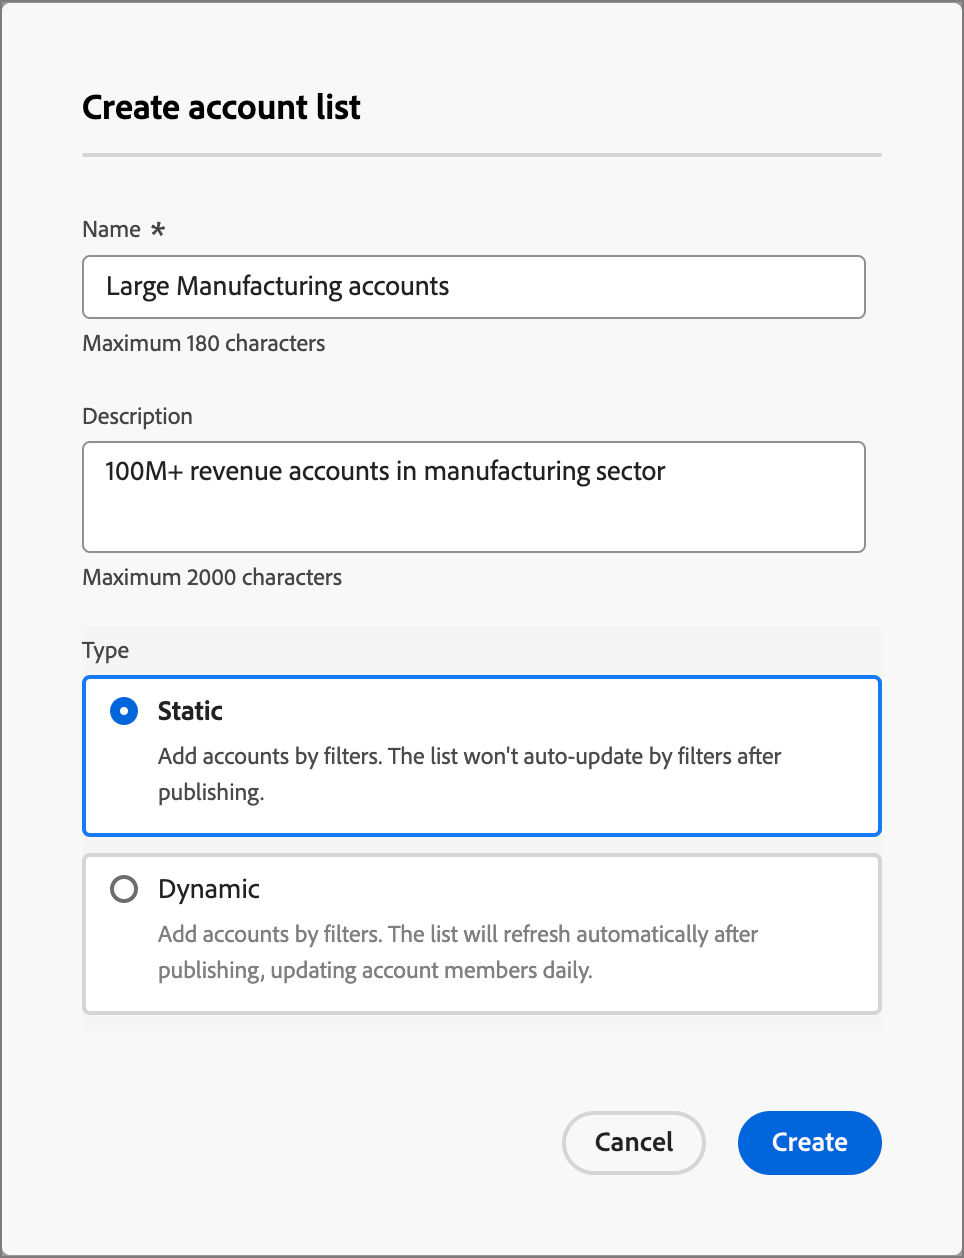 Create account list
Name *
Large Manufacturing accounts
Maximum 180 characters
Description
100M+ revenue accounts in manufacturing sector
Maximum 2000 characters
Type
Static
Add accounts by filters. The list won't auto-update by filters after
publishing.
Dynamic
Add accounts by filters. The list will refresh automatically after
publishing, updating account members daily.
Cancel
Create